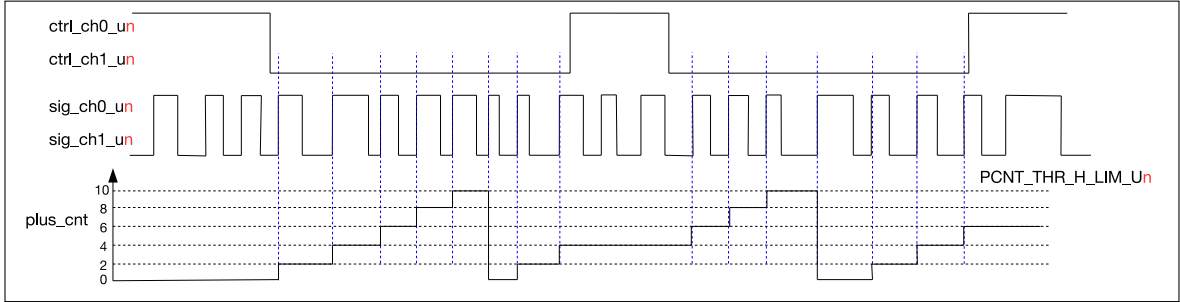 ctrl_ch0_un
ctrl_ch1_un
sig_ch0_un
sig_ch1_un
PCNT_THR_H_LIM_Un
10
8
plus_cnt
6
4
2
0